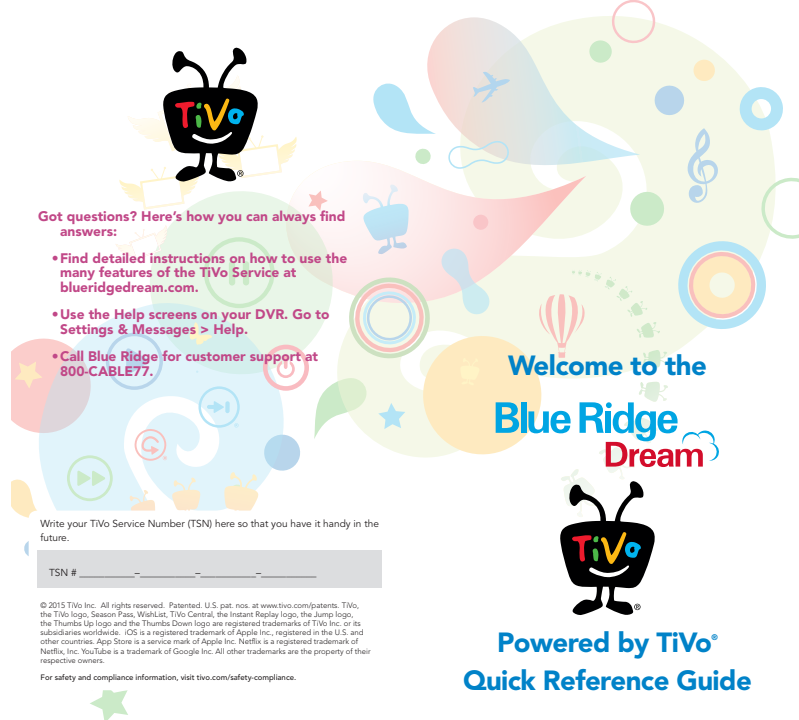 TiVo
®
Got questions? Here's how you can always find
answers:
•Find detailed instructions on how to use the
many features of the TiVo Service at
blueridgedream.com.
•Use the Help screens on your DVR. Go to
Settings & Messages > Help.
•Call Blue Ridge for customer support at
800-CABLE77.
Write your TiVo Service Number (TSN) here so that you have it handy in the
future.
TSN # ___________–___________–___________–___________
© 2015 TiVo Inc. All rights reserved. Patented. U.S. pat. nos. at www.tivo.com/patents. TiVo,
the TiVo logo, Season Pass, WishList, TiVo Central, the Instant Replay logo, the Jump logo,
the Thumbs Up logo and the Thumbs Down logo are registered trademarks of TiVo Inc. or its
subsidiaries worldwide. iOS is a registered trademark of Apple Inc., registered in the U.S. and
other countries. App Store is a service mark of Apple Inc. Netflix is a registered trademark of
Netflix, Inc. YouTube is a trademark of Google Inc. All other trademarks are the property of their
respective owners.
For safety and compliance information, visit tivo.com/safety-compliance.
Welcome to the
Blue Ridge
Dream
TiVo
®
Powered by TiVo®
Quick Reference Guide